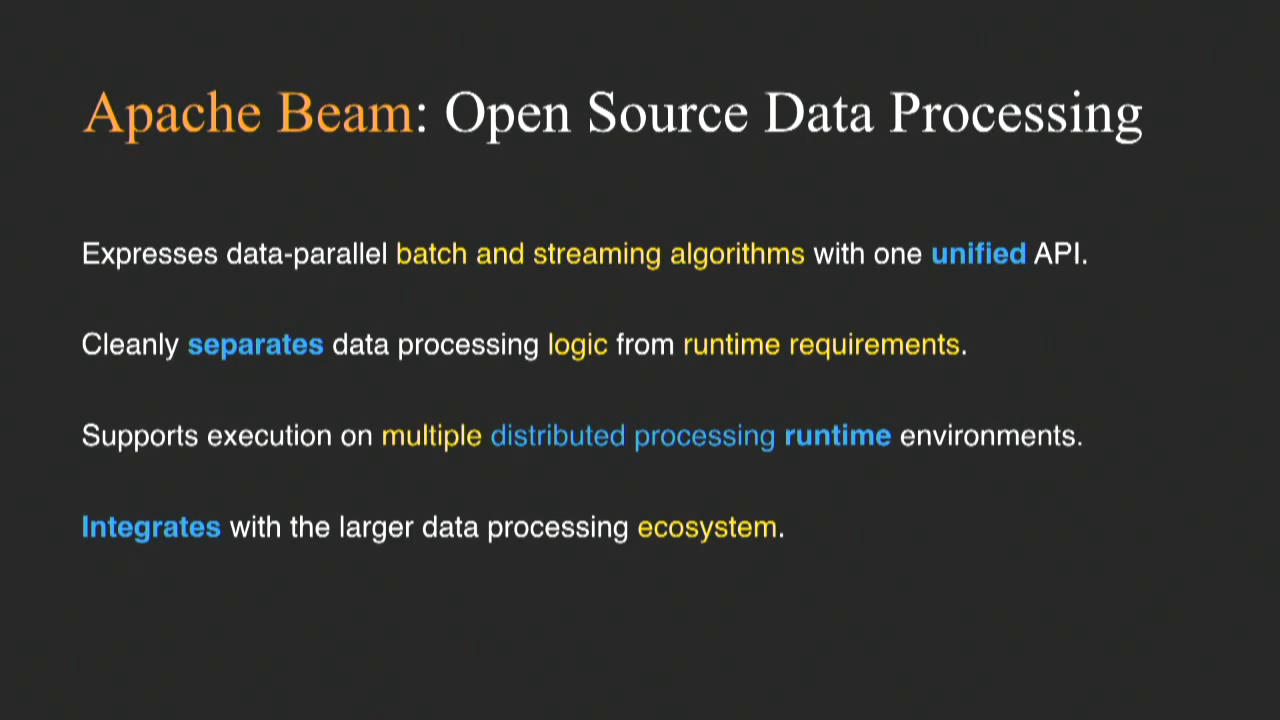 Apache Beam: Open Source Data Processing
Expresses data-parallel batch and streaming algorithms with one unified API.
Cleanly separates data processing logic from runtime requirements.
Supports execution on multiple distributed processing runtime environments.
Integrates with the larger data processing ecosystem.